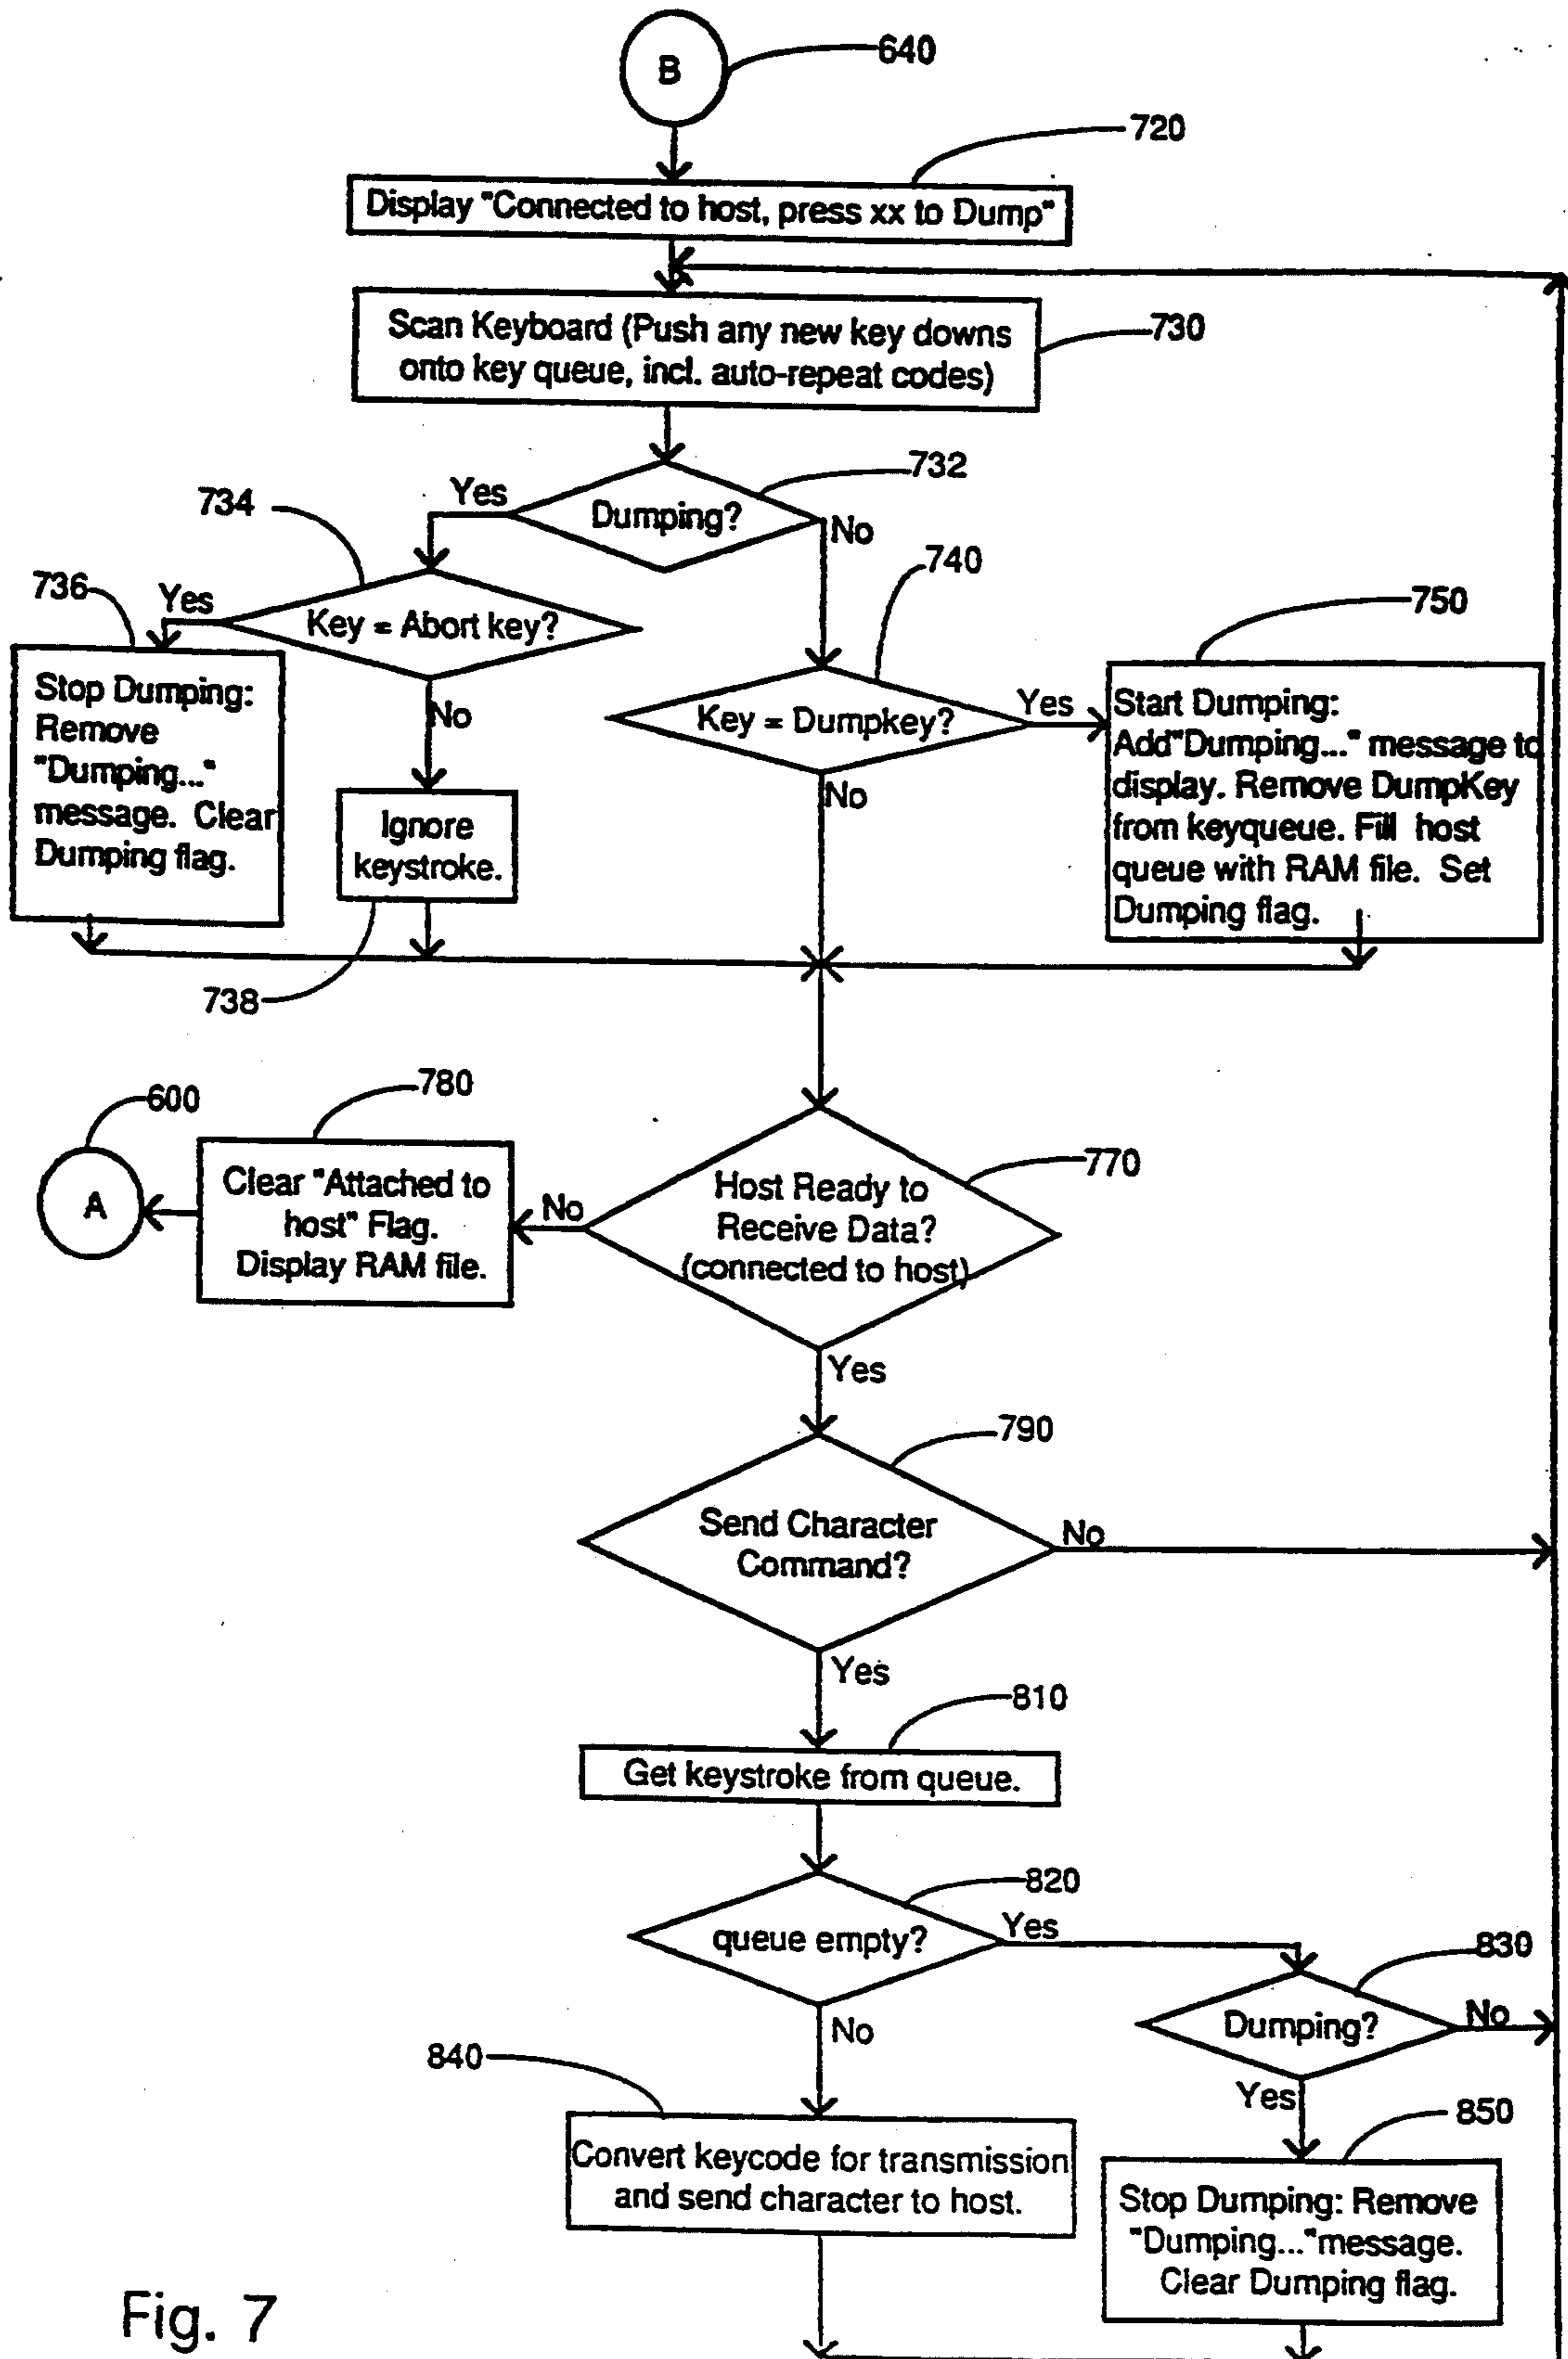 B
640
720
Display "Connected to host, press xx to Dump"
Scan Keyboard (Push any new key downs
onto key queue, incl. auto-repeat codes)
730
732
Dumping?
Yes
No
734
Key = Abort key?
Yes
No
736
Stop Dumping:
Remove
"Dumping..."
message. Clear
Dumping flag.
Ignore
keystroke.
738
740
Key = Dumpkey?
Yes
No
750
Start Dumping:
Add"Dumping..." message to
display. Remove DumpKey
from keyqueue. Fill host
queue with RAM file. Set
Dumping flag.
600
A
780
Clear "Attached to
host" Flag.
Display RAM file.
No
770
Host Ready to
Receive Data?
(connected to host)
Yes
790
Send Character
Command?
No
Yes
810
Get keystroke from queue.
820
queue empty?
Yes
No
830
Dumping?
No
Yes
840
Convert keycode for transmission
and send character to host.
850
Stop Dumping: Remove
"Dumping..."message.
Clear Dumping flag.
Fig. 7